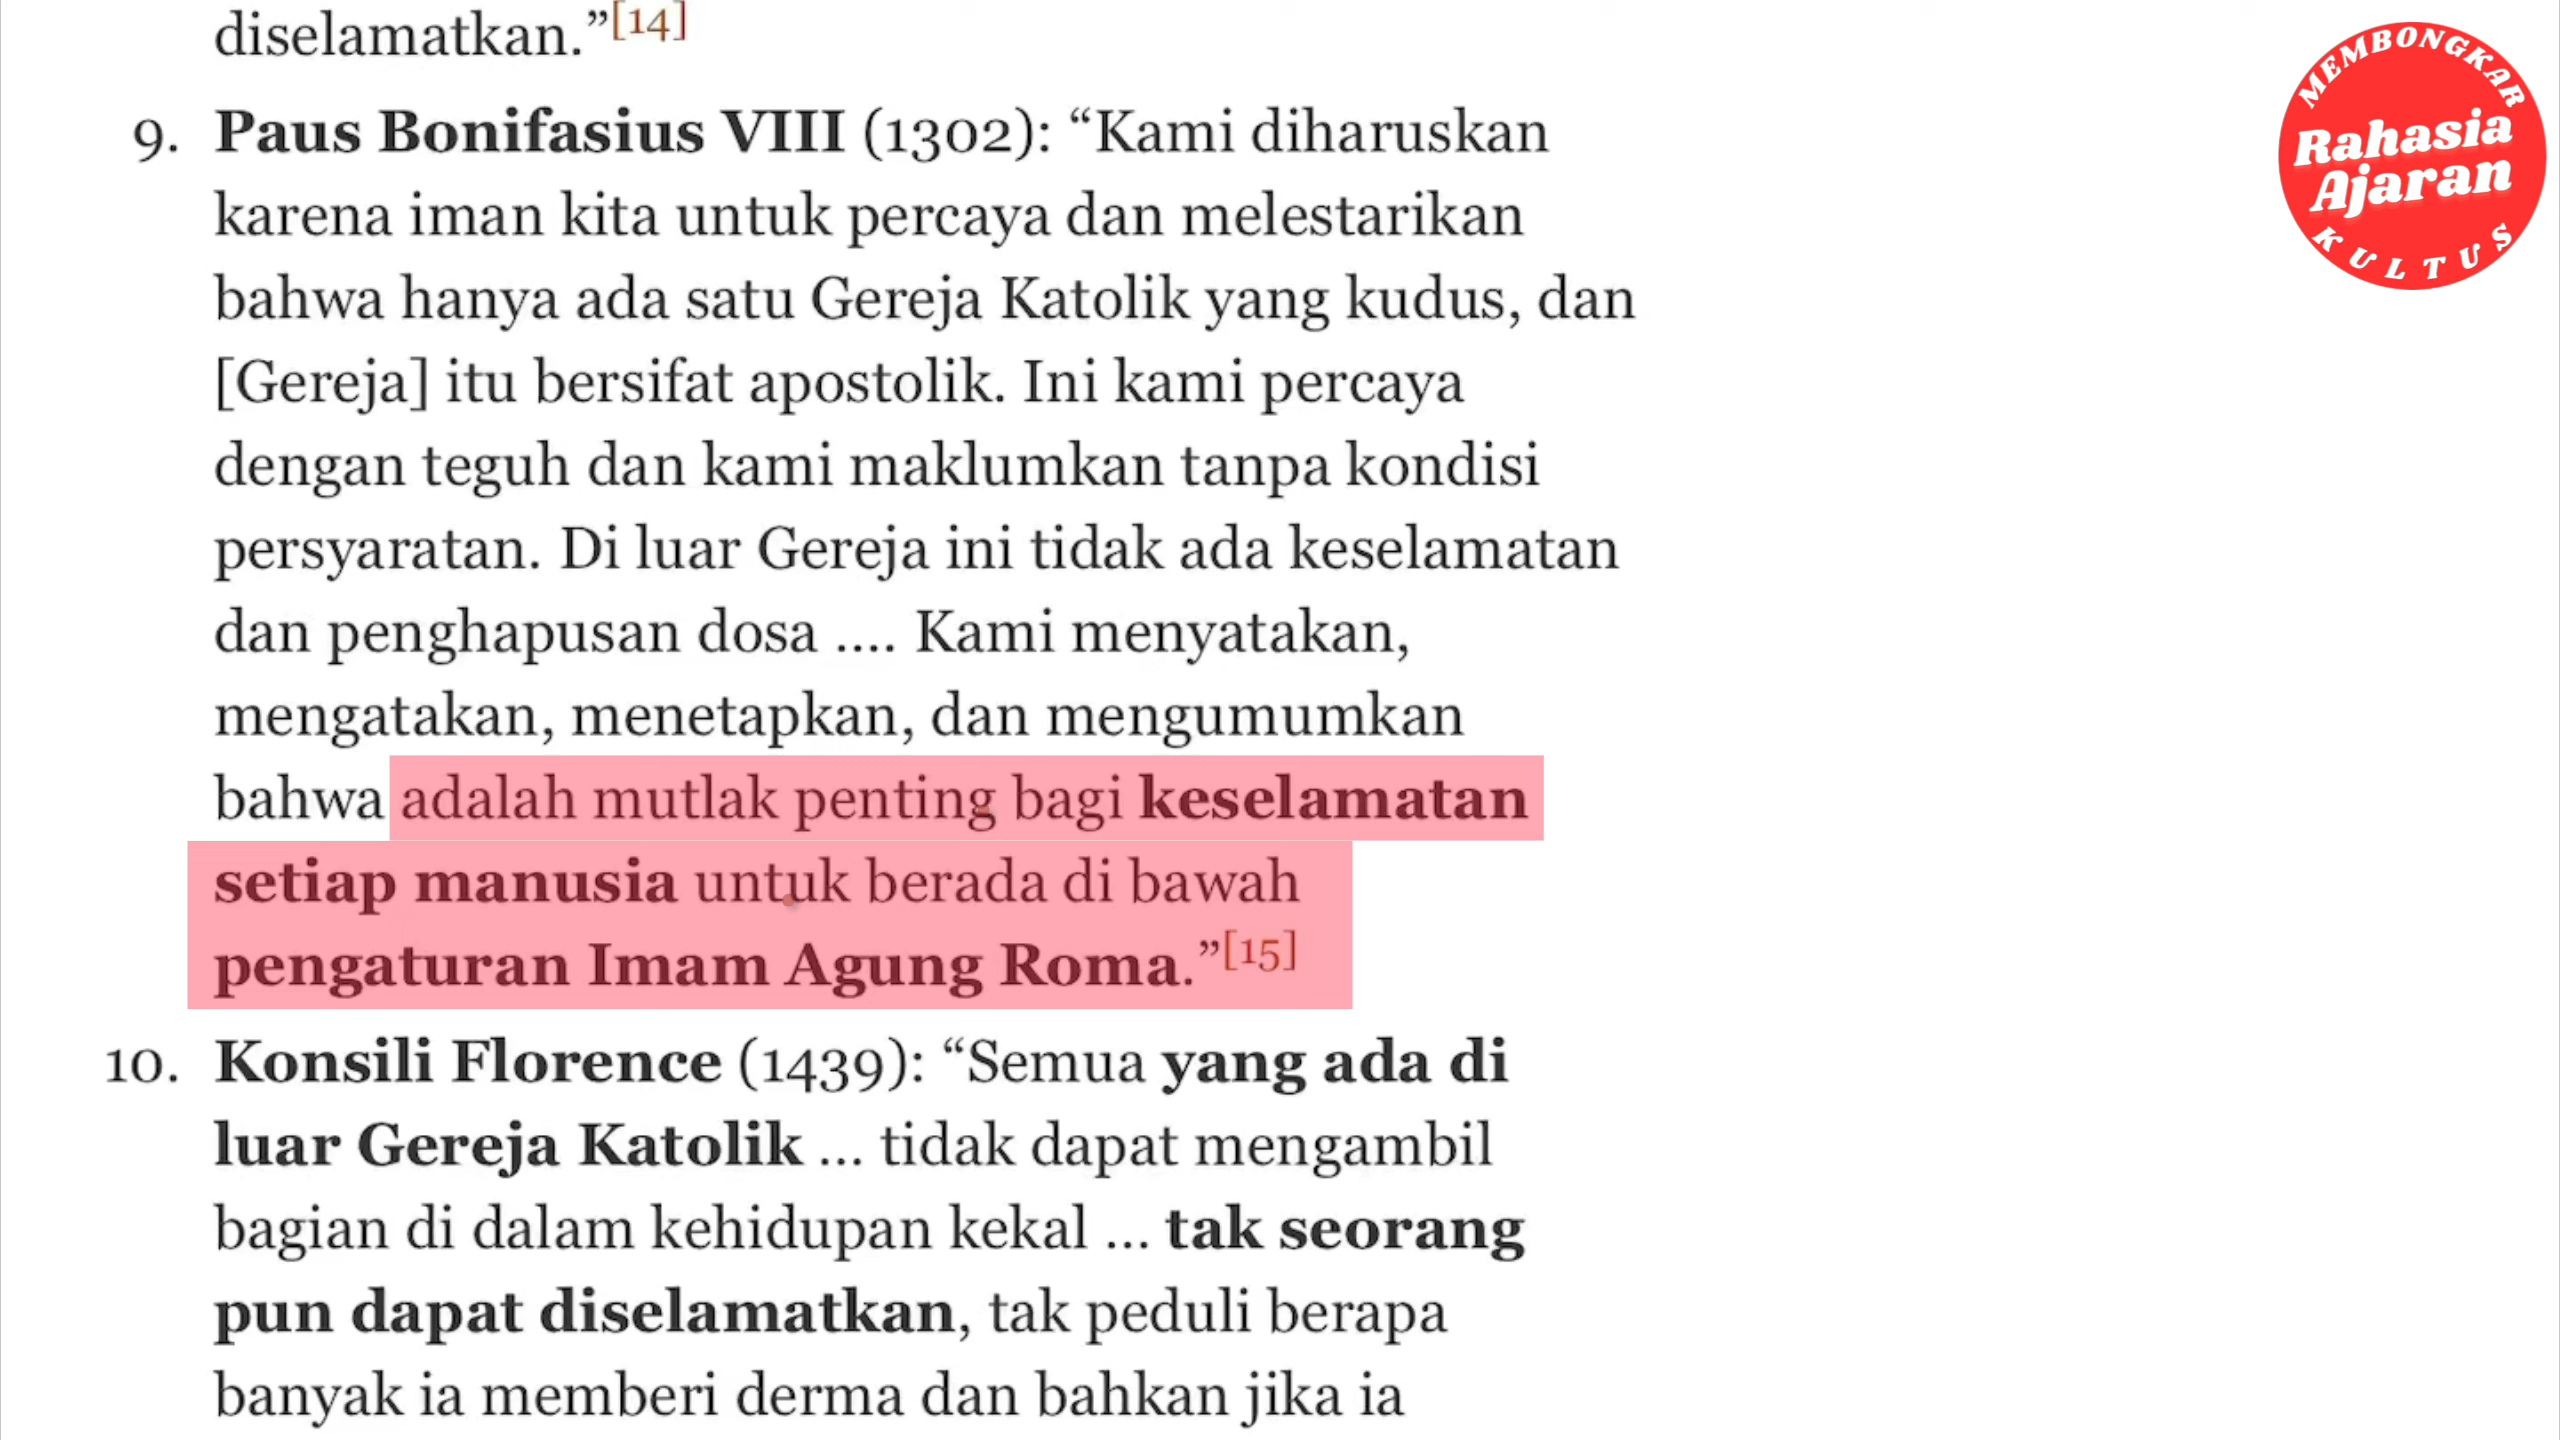 diselamatkan.”[14]
9. Paus Bonifasius VIII (1302): “Kami diharuskan
karena iman kita untuk percaya dan melestarikan
bahwa hanya ada satu Gereja Katolik yang kudus, dan
[Gereja] itu bersifat apostolik. Ini kami percaya
dengan teguh dan kami maklumkan tanpa kondisi
persyaratan. Di luar Gereja ini tidak ada keselamatan
dan penghapusan dosa .... Kami menyatakan,
mengatakan, menetapkan, dan mengumumkan
bahwa adalah mutlak penting bagi keselamatan
setiap manusia untuk berada di bawah
pengaturan Imam Agung Roma.”[15]
10. Konsili Florence (1439): “Semua yang ada di
luar Gereja Katolik ... tidak dapat mengambil
bagian di dalam kehidupan kekal ... tak seorang
pun dapat diselamatkan, tak peduli berapa
banyak ia memberi derma dan bahkan jika ia
MEMBONGKAR
Rahasia
Ajaran
KULTUS